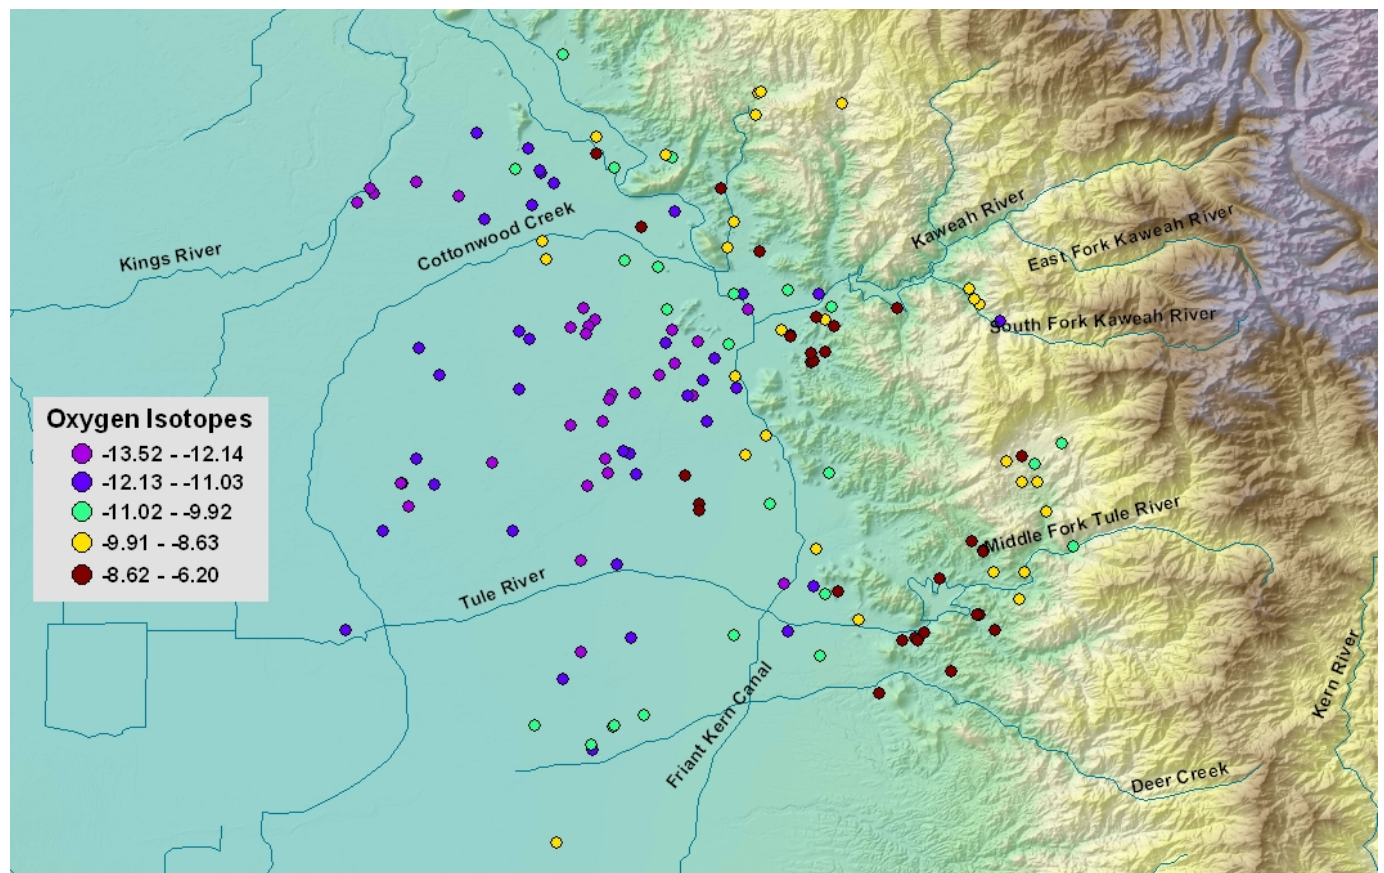 Kings River
Cottonwood Creek
Kaweah River
East Fork Kaweah River
South Fork Kaweah River
Oxygen Isotopes
-13.52 - -12.14
-12.13 - -11.03
-11.02 - -9.92
-9.91 - -8.63
-8.62 - -6.20
Middle Fork Tule River
Tule River
Friant Kern Canal
Kern River
Deer Creek